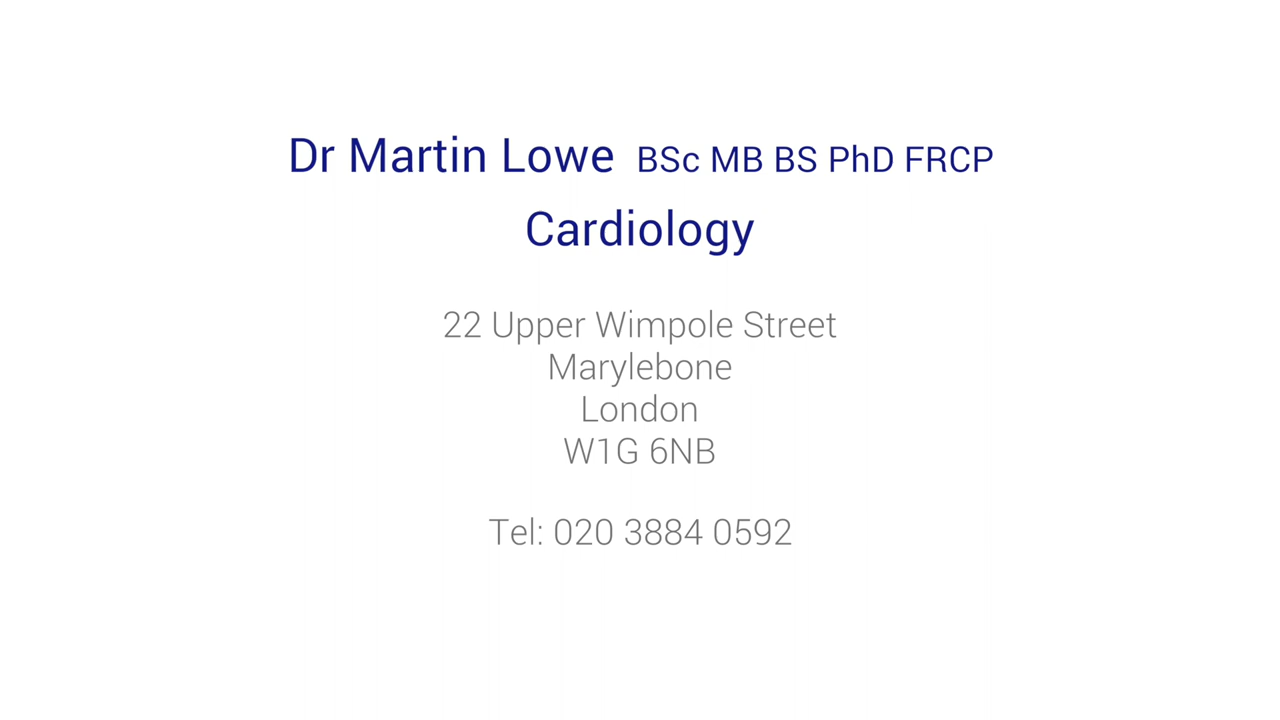 Dr Martin Lowe BSc MB BS PhD FRCP
Cardiology
22 Upper Wimpole Street
Marylebone
London
W1G 6NB
Tel: 020 3884 0592